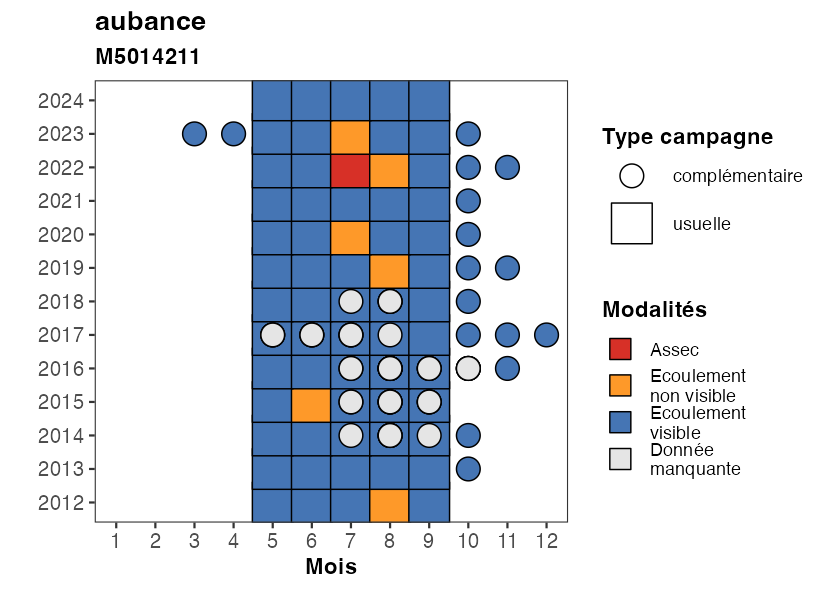 aubance
M5014211
2024
2023
2022
2021
2020
2019
2018
2017
2016
2015
2014
2013
2012
1 2 3 4 5 6 7 8 9 10 11 12
Mois
Type campagne
complémentaire
usuelle
Modalités
Assec
Ecoulement
non visible
Ecoulement
visible
Donnée
manquante